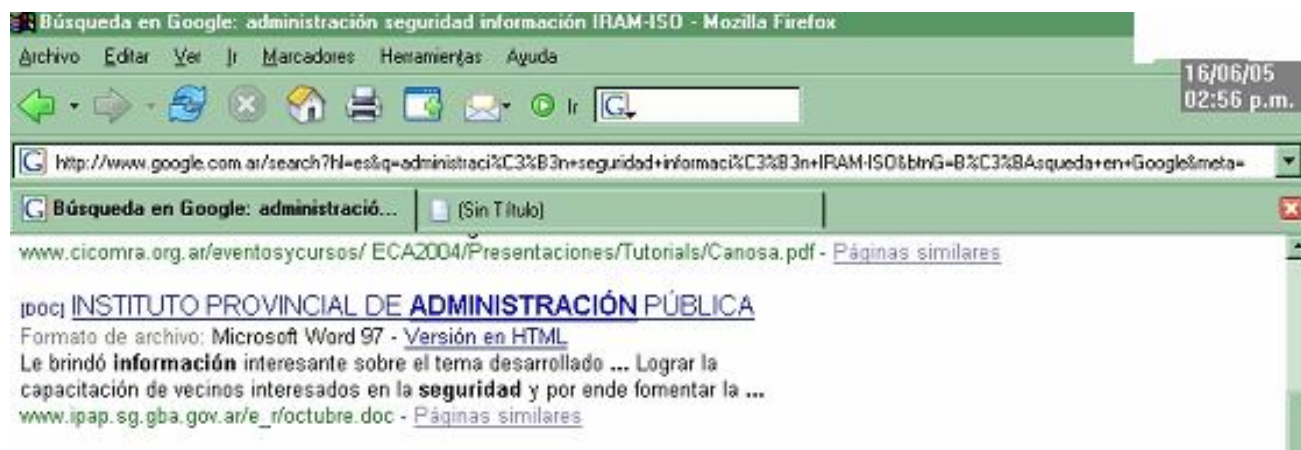 Búsqueda en Google: administración seguridad información IRAM-ISO - Mozilla Firefox
Archivo Editar Ver Ir Marcadores Herramientas Ayuda
16/06/05
02:56 p.m.
Ir
http://www.google.com.ar/search?hl=es&q=administraci%C3%B3n+seguridad+informaci%C3%B3n+IRAM-ISO&btnG=B%C3%BAsqueda+en+Google&meta=
Búsqueda en Google: administració... (Sin Título)
www.cicomra.org.ar/eventosycursos/ ECA2004/Presentaciones/Tutorials/Canosa.pdf - Páginas similares
[DOC] INSTITUTO PROVINCIAL DE ADMINISTRACIÓN PÚBLICA
Formato de archivo: Microsoft Word 97 - Versión en HTML
Le brindó información interesante sobre el tema desarrollado ... Lograr la
capacitación de vecinos interesados en la seguridad y por ende fomentar la ...
www.ipap.sg.gba.gov.ar/e_r/octubre.doc - Páginas similares